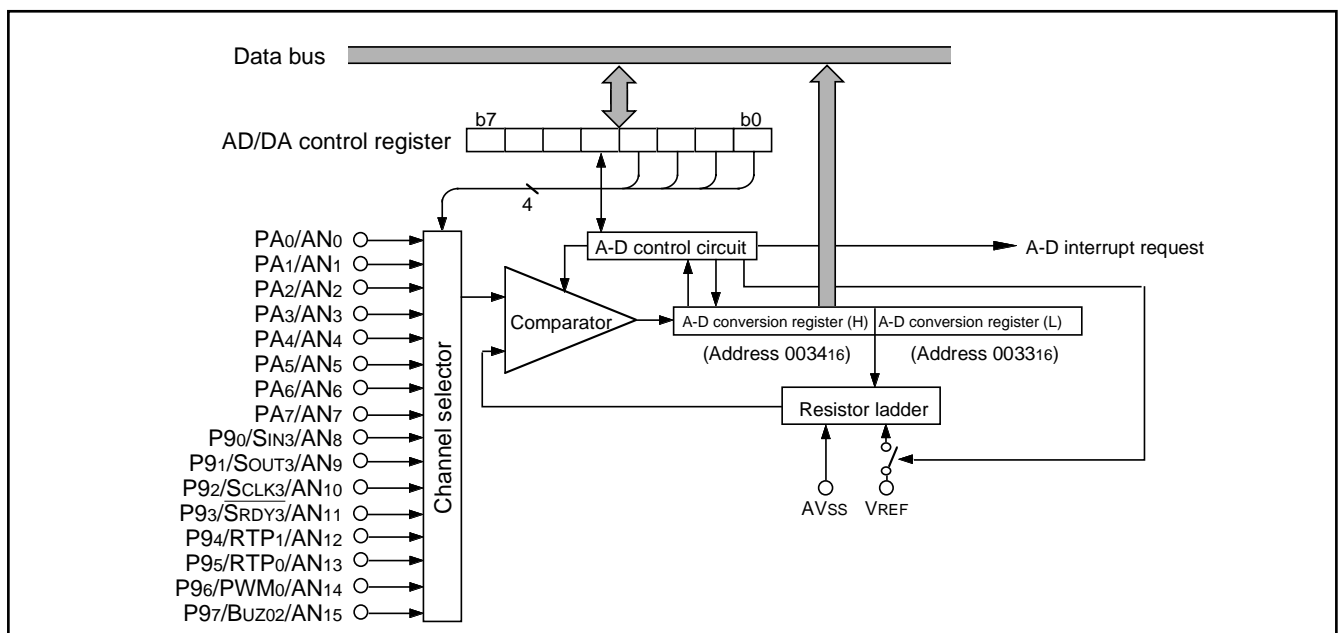 Data bus
b7 b0
AD/DA control register
4
PA0/AN0
PA1/AN1
PA2/AN2
PA3/AN3
PA4/AN4
PA5/AN5
PA6/AN6
PA7/AN7
P90/SIN3/AN8
P91/SOUT3/AN9
P92/SCLK3/AN10
P93/SRDY3/AN11
P94/RTP1/AN12
P95/RTP0/AN13
P96/PWM0/AN14
P97/BUZ02/AN15
Channel selector
A-D control circuit
A-D interrupt request
Comparator
A-D conversion register (H) A-D conversion register (L)
(Address 003416) (Address 003316)
Resistor ladder
AVSS VREF